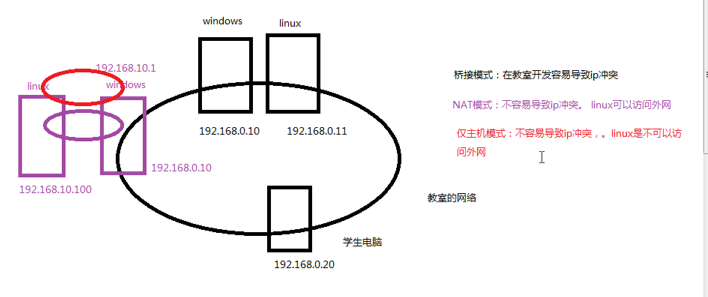 windows
linux
192.168.10.1
linux
windows
192.168.0.10
192.168.0.11
192.168.0.10
192.168.10.100
学生电脑
192.168.0.20
桥接模式：在教室开发容易导致ip冲突
NAT模式：不容易导致ip冲突。 linux可以访问外网
仅主机模式：不容易导致ip冲突，。linux是不可以访
问外网
教室的网络